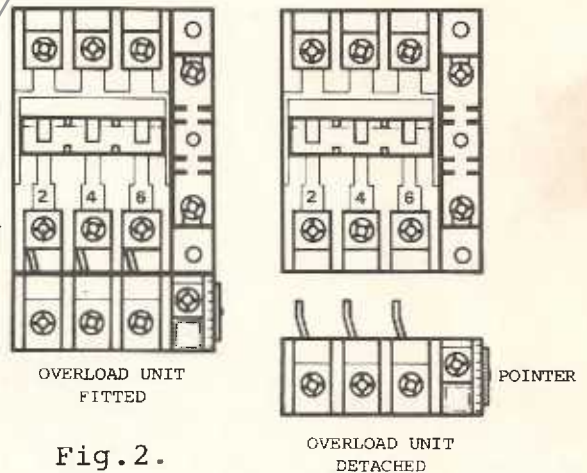 2 4 6
2 4 6
OVERLOAD UNIT
FITTED
POINTER
OVERLOAD UNIT
DETACHED
Fig.2.